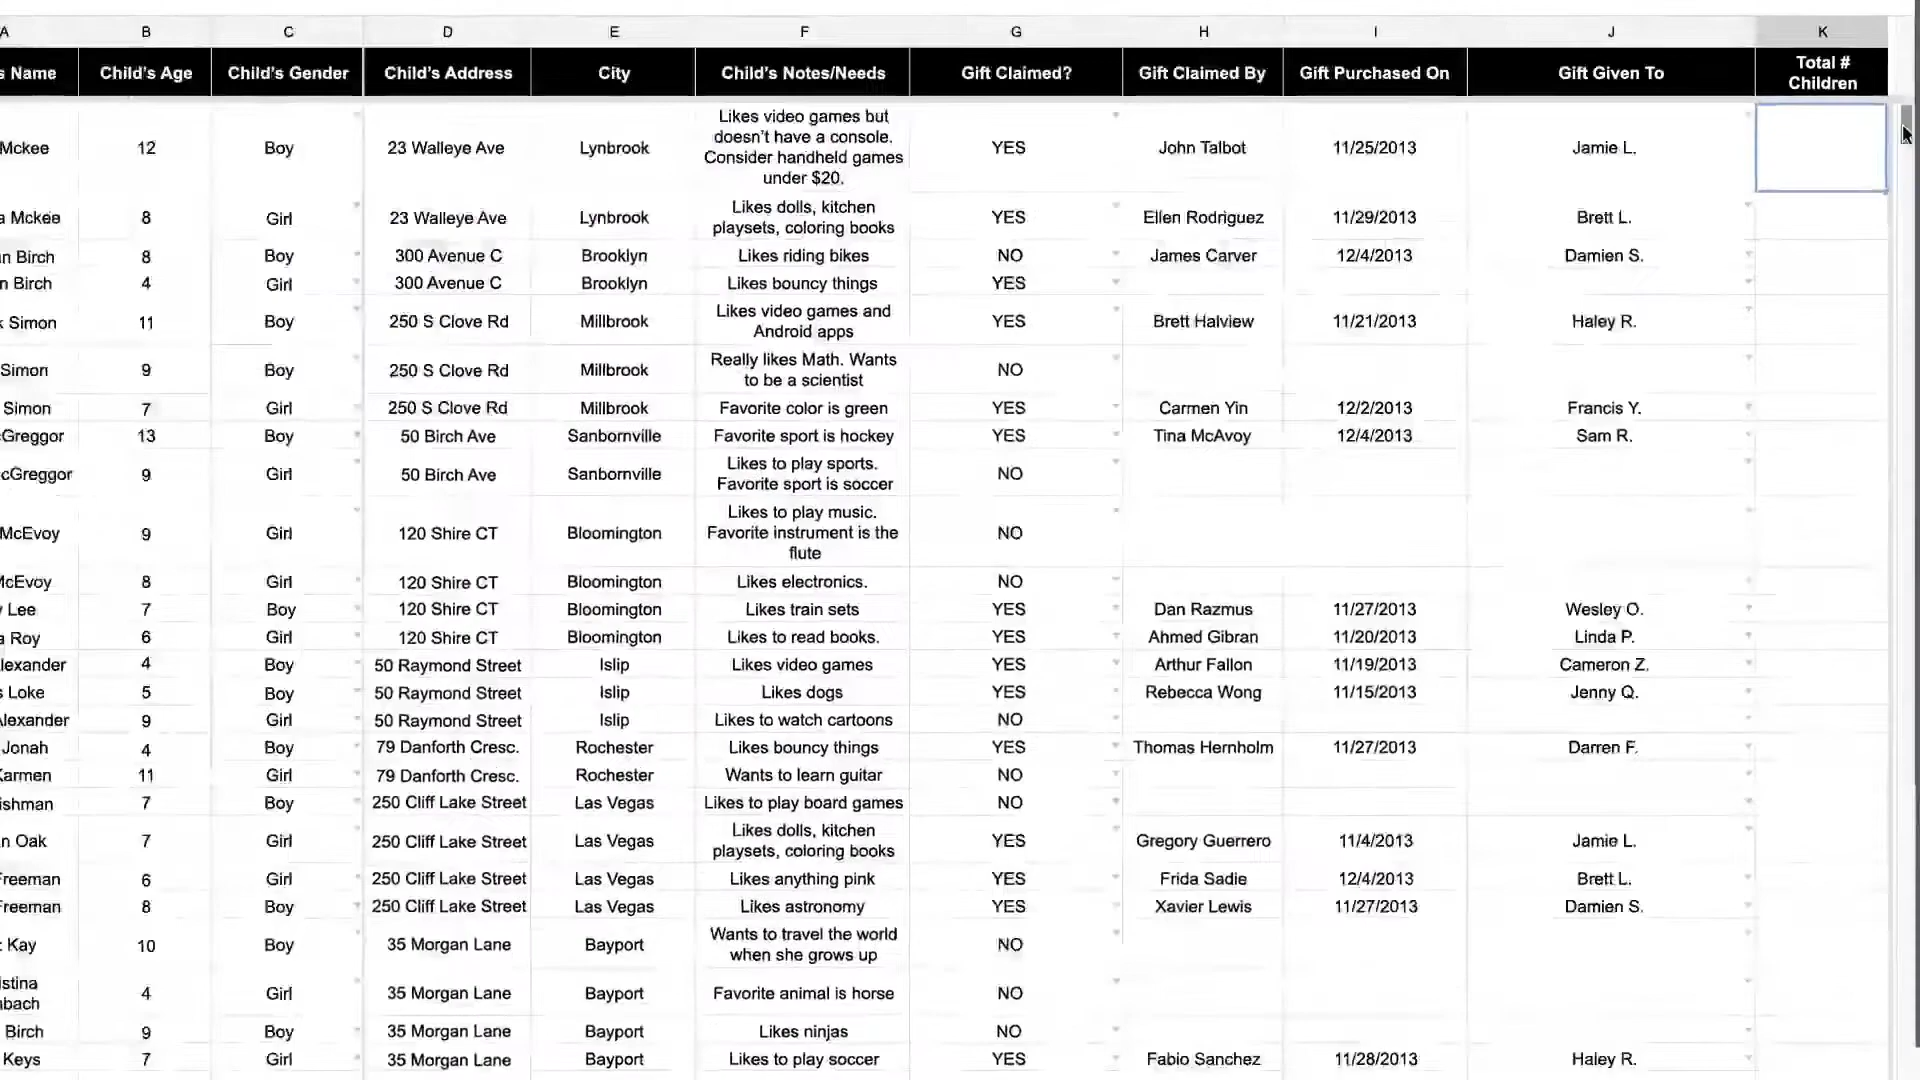 A B C D E F G H I J K
s Name Child's Age Child's Gender Child's Address City Child's Notes/Needs Gift Claimed? Gift Claimed By Gift Purchased On Gift Given To Total # Children
Mckee 12 Boy 23 Walleye Ave Lynbrook Likes video games but doesn't have a console. Consider handheld games under $20. YES John Talbot 11/25/2013 Jamie L.
a Mckee 8 Girl 23 Walleye Ave Lynbrook Likes dolls, kitchen playsets, coloring books YES Ellen Rodriguez 11/29/2013 Brett L.
n Birch 8 Boy 300 Avenue C Brooklyn Likes riding bikes NO James Carver 12/4/2013 Damien S.
n Birch 4 Girl 300 Avenue C Brooklyn Likes bouncy things YES
k Simon 11 Boy 250 S Clove Rd Millbrook Likes video games and Android apps YES Brett Halview 11/21/2013 Haley R.
Simon 9 Boy 250 S Clove Rd Millbrook Really likes Math. Wants to be a scientist NO
Simon 7 Girl 250 S Clove Rd Millbrook Favorite color is green YES Carmen Yin 12/2/2013 Francis Y.
cGreggor 13 Boy 50 Birch Ave Sanbornville Favorite sport is hockey YES Tina McAvoy 12/4/2013 Sam R.
cGreggor 9 Girl 50 Birch Ave Sanbornville Likes to play sports. Favorite sport is soccer NO
McEvoy 9 Girl 120 Shire CT Bloomington Likes to play music. Favorite instrument is the flute NO
McEvoy 8 Girl 120 Shire CT Bloomington Likes electronics. NO
y Lee 7 Boy 120 Shire CT Bloomington Likes train sets YES Dan Razmus 11/27/2013 Wesley O.
a Roy 6 Girl 120 Shire CT Bloomington Likes to read books. YES Ahmed Gibran 11/20/2013 Linda P.
lexander 4 Boy 50 Raymond Street Islip Likes video games YES Arthur Fallon 11/19/2013 Cameron Z.
s Loke 5 Boy 50 Raymond Street Islip Likes dogs YES Rebecca Wong 11/15/2013 Jenny Q.
Alexander 9 Girl 50 Raymond Street Islip Likes to watch cartoons NO
Jonah 4 Boy 79 Danforth Cresc. Rochester Likes bouncy things YES Thomas Hernholm 11/27/2013 Darren F.
Karmen 11 Girl 79 Danforth Cresc. Rochester Wants to learn guitar NO
ishman 7 Boy 250 Cliff Lake Street Las Vegas Likes to play board games NO
n Oak 7 Girl 250 Cliff Lake Street Las Vegas Likes dolls, kitchen playsets, coloring books YES Gregory Guerrero 11/4/2013 Jamie L.
Freeman 6 Girl 250 Cliff Lake Street Las Vegas Likes anything pink YES Frida Sadie 12/4/2013 Brett L.
Freeman 8 Boy 250 Cliff Lake Street Las Vegas Likes astronomy YES Xavier Lewis 11/27/2013 Damien S.
Kay 10 Boy 35 Morgan Lane Bayport Wants to travel the world when she grows up NO
stina nbach 4 Girl 35 Morgan Lane Bayport Favorite animal is horse NO
Birch 9 Boy 35 Morgan Lane Bayport Likes ninjas NO
Keys 7 Girl 35 Morgan Lane Bayport Likes to play soccer YES Fabio Sanchez 11/28/2013 Haley R.